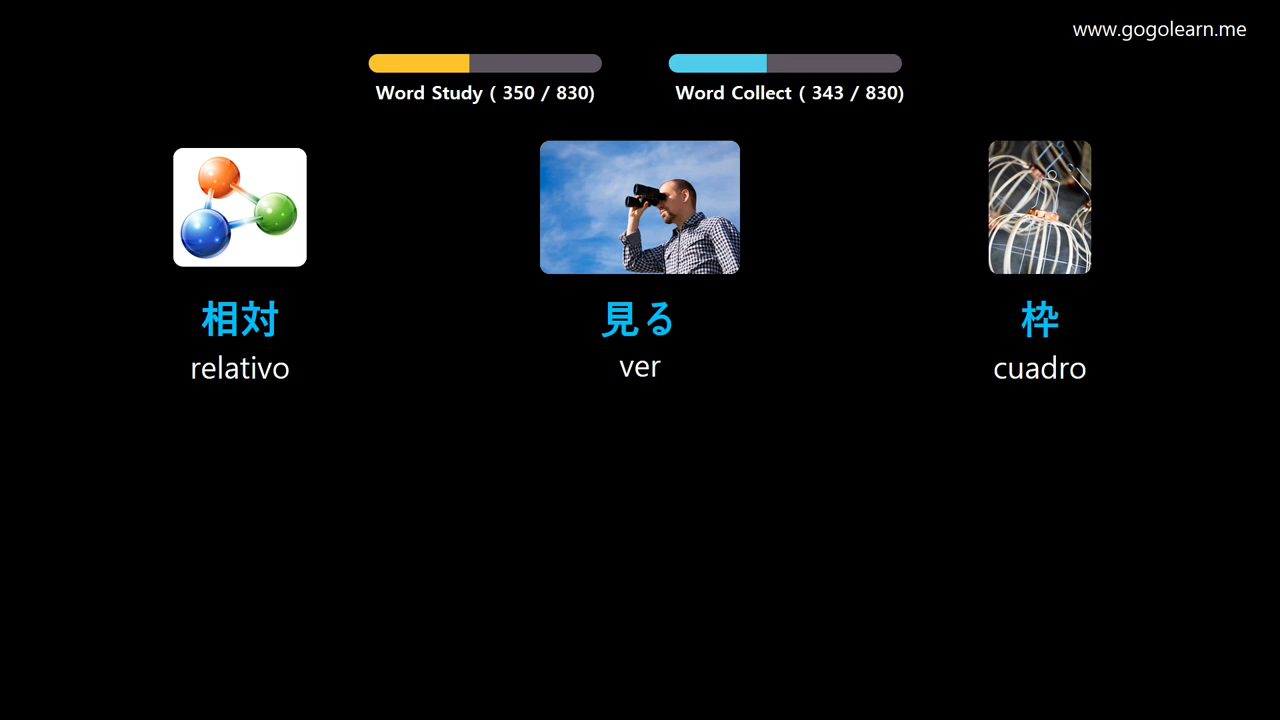 www.gogolearn.me
Word Study ( 350 / 830)
Word Collect ( 343 / 830)
相対
relativo
見る
ver
枠
cuadro